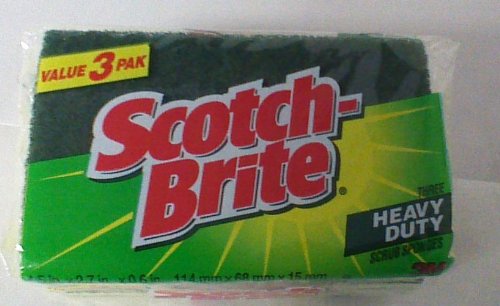 VALUE 3 PAK
Scotch-
Brite®
THREE
HEAVY
DUTY
SCRUB SPONGES
in x 2.7 in. x 0.6 in. 114 mm x 68 mm x 15 mm
3M